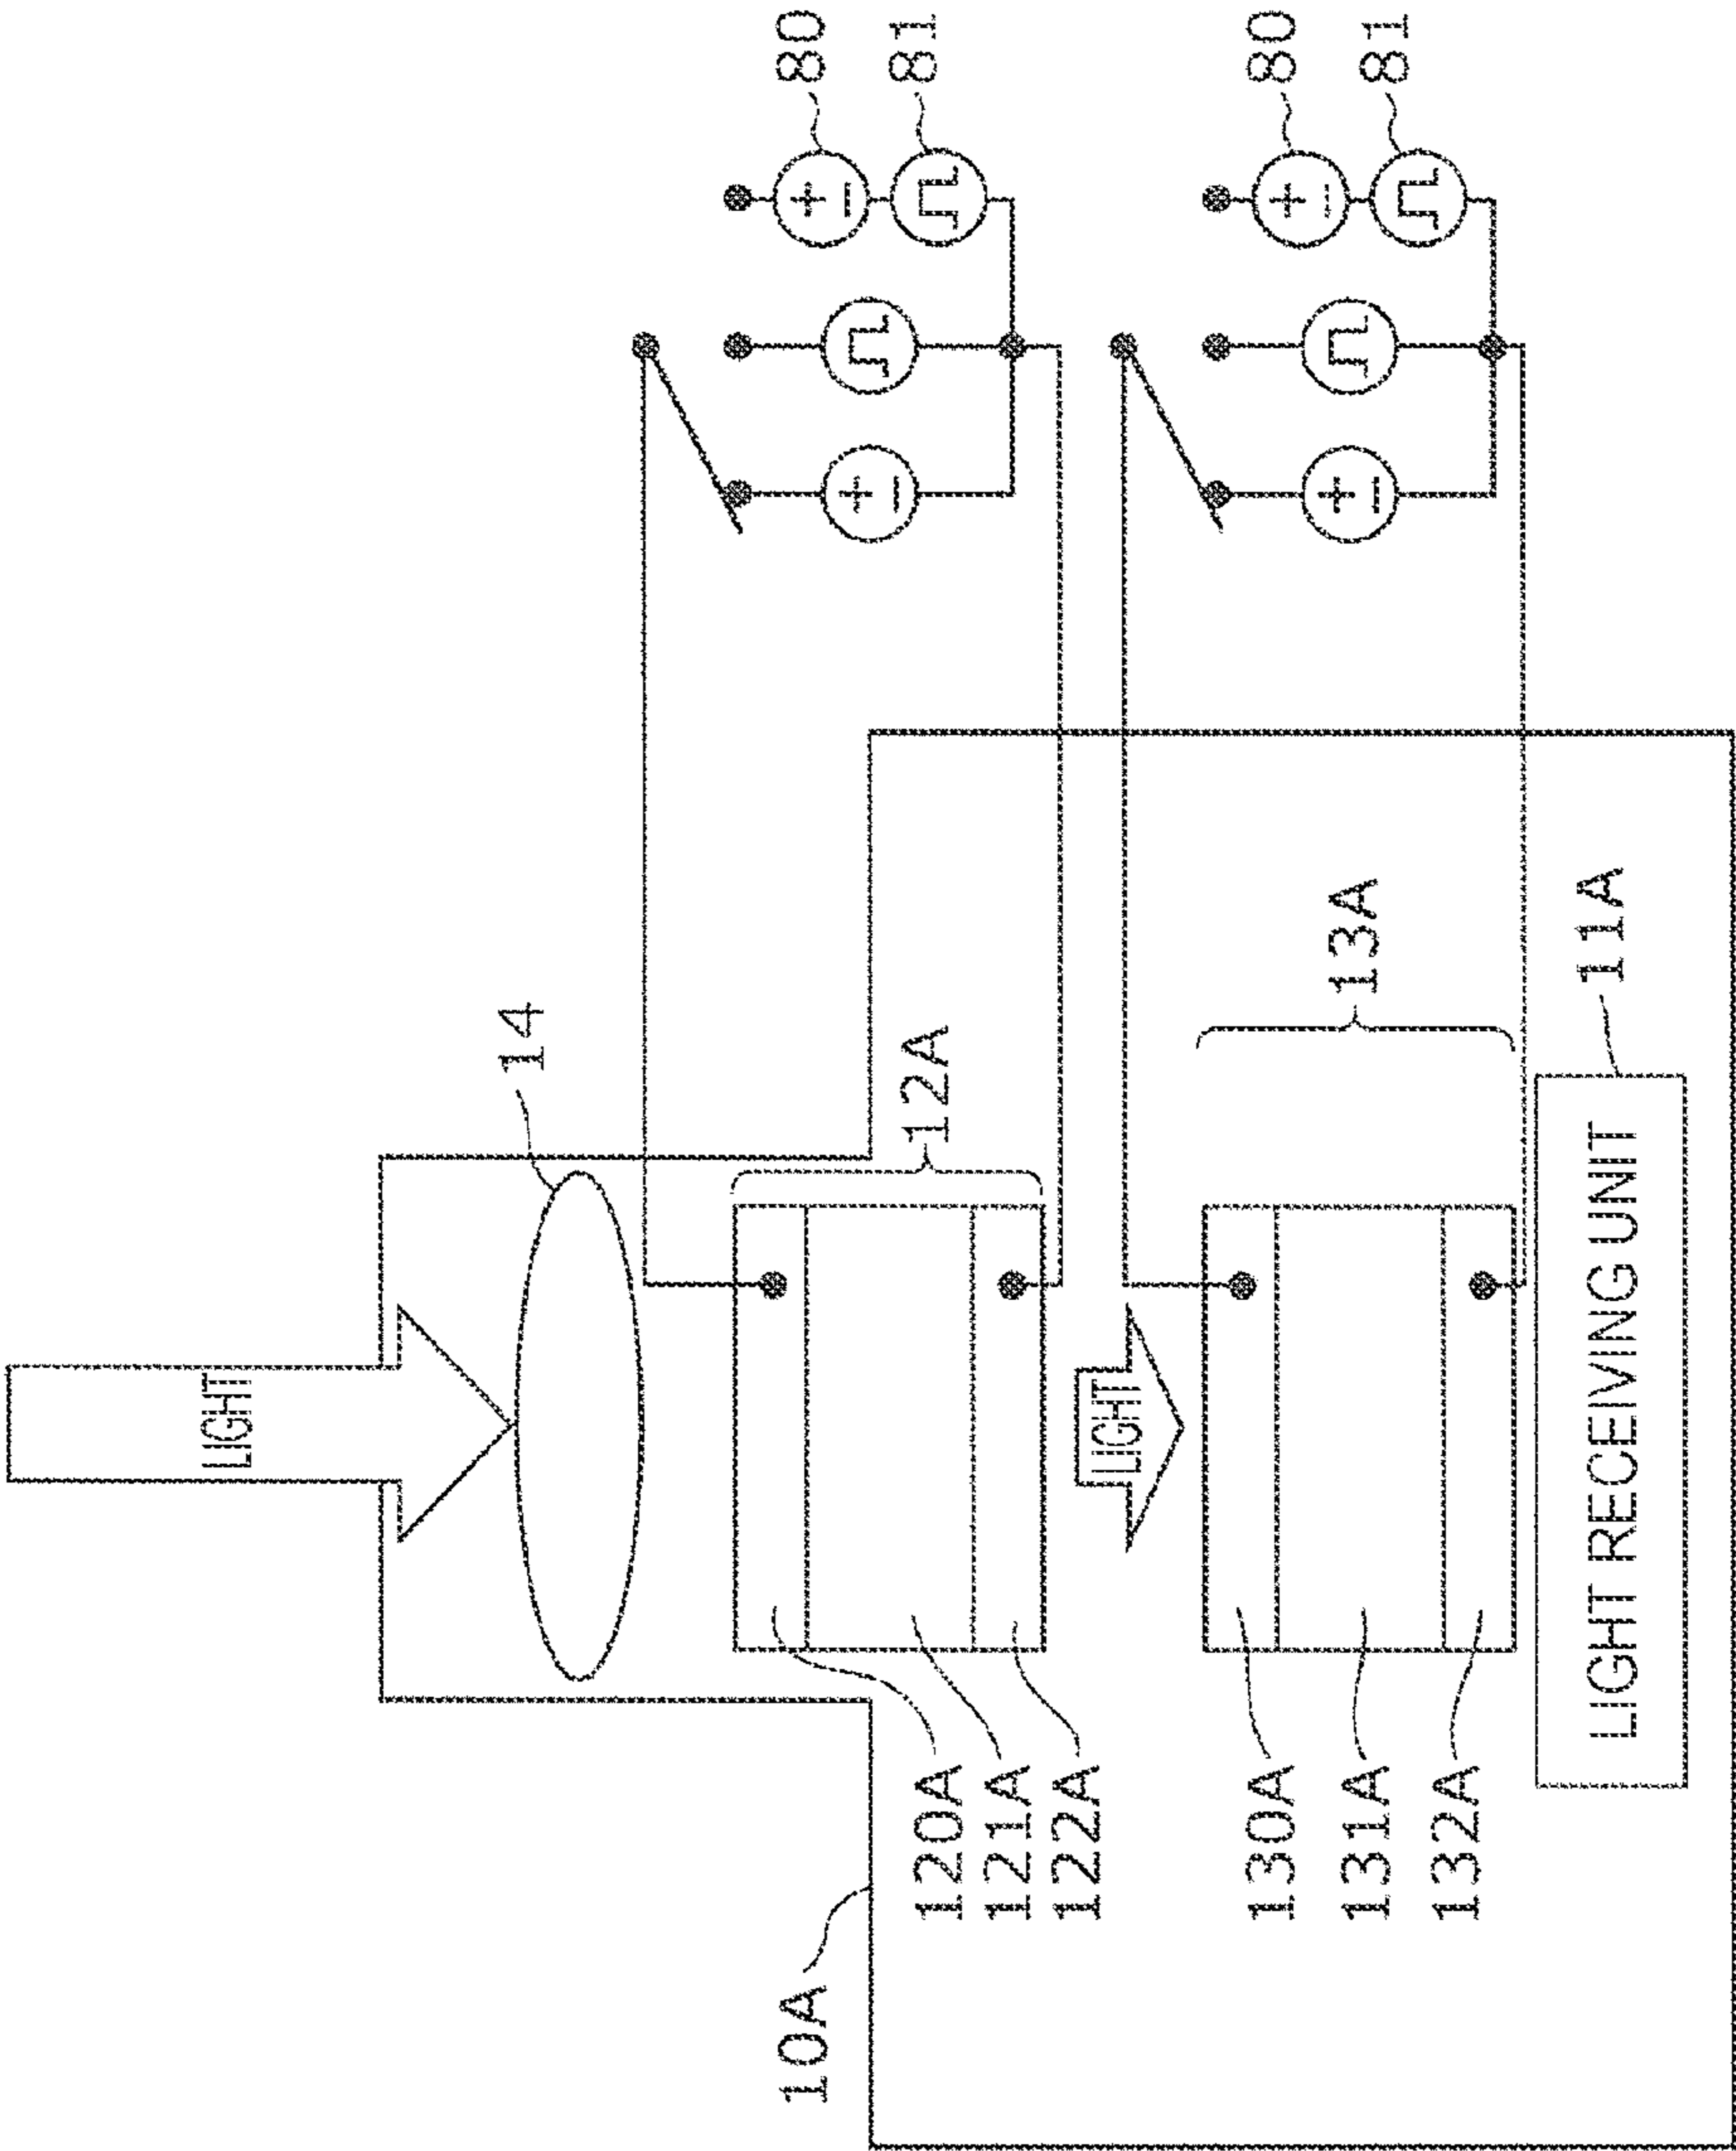 LIGHT
14
80
81
12A
LIGHT
80
81
13A
11A
10A
120A
121A
122A
130A
131A
132A
LIGHT RECEIVING UNIT